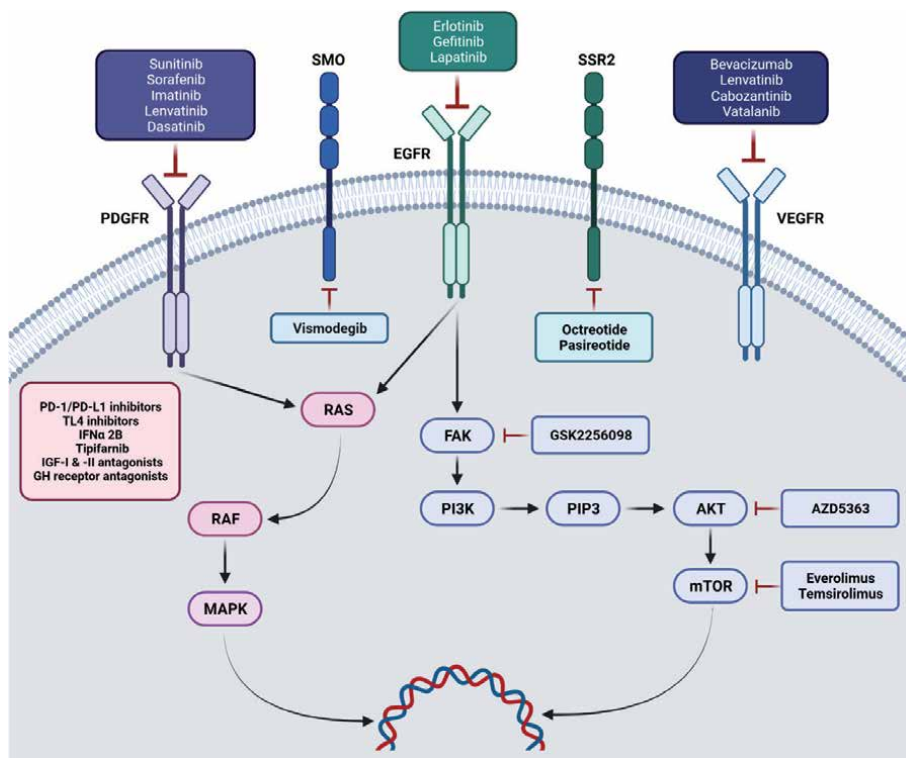 Sunitinib
Sorafenib
Imatinib
Lenvatinib
Dasatinib
SMO
Erlotinib
Gefitinib
Lapatinib
SSR2
Bevacizumab
Lenvatinib
Cabozantinib
Vatalanib
EGFR
PDGFR
VEGFR
Vismodegib
Octreotide
Pasireotide
PD-1/PD-L1 inhibitors
TL4 inhibitors
IFNα 2B
Tipifarnib
IGF-I & -II antagonists
GH receptor antagonists
RAS
FAK
GSK2256098
RAF
PI3K
PIP3
AKT
AZD5363
MAPK
mTOR
Everolimus
Temsirolimus